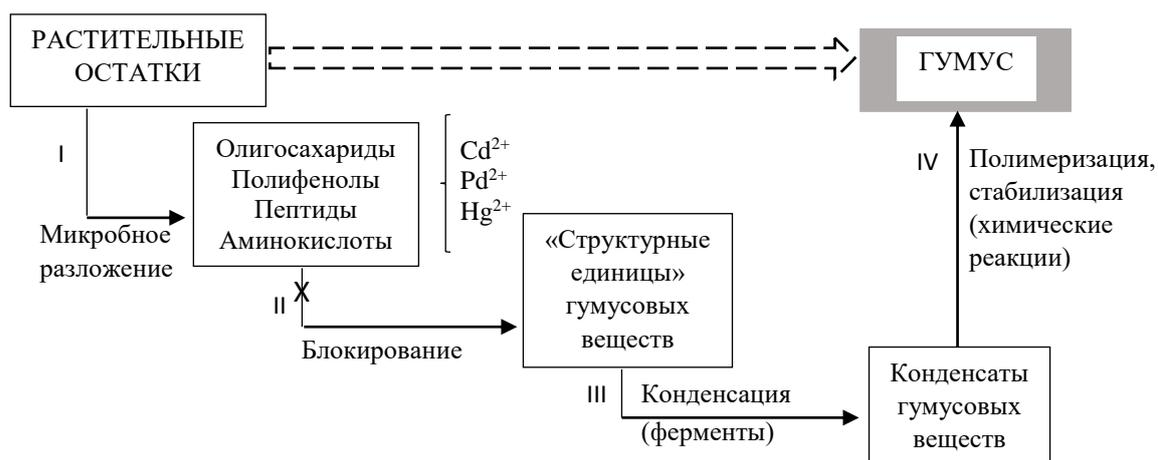 РАСТИТЕЛЬНЫЕ
ОСТАТКИ
ГУМУС
I
Микробное
разложение
Олигосахариды
Полифенолы
Пептиды
Аминокислоты
Cd²⁺
Pd²⁺
Hg²⁺
II
X
Блокирование
«Структурные
единицы»
гумусовых
веществ
III
Конденсация
(ферменты)
IV
Полимеризация,
стабилизация
(химические
реакции)
Конденсаты
гумусовых
веществ